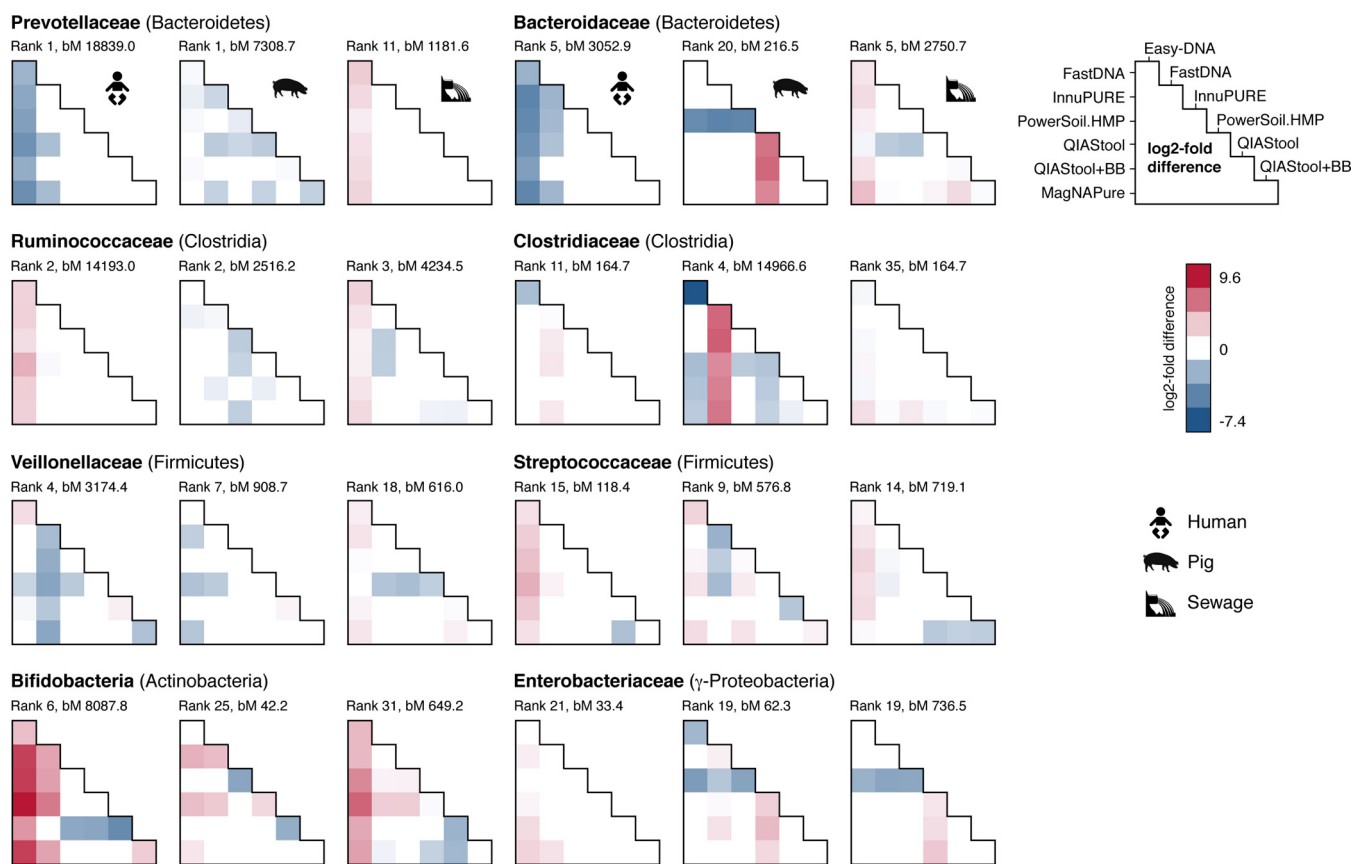 Prevotellaceae (Bacteroidetes)
Rank 1, bM 18839.0
Rank 1, bM 7308.7
Rank 11, bM 1181.6
Bacteroidaceae (Bacteroidetes)
Rank 5, bM 3052.9
Rank 20, bM 216.5
Rank 5, bM 2750.7
Easy-DNA
FastDNA
FastDNA
InnuPURE
InnuPURE
PowerSoil.HMP
PowerSoil.HMP
QIAStool
QIAStool
QIAStool+BB
QIAStool+BB
MagNAPure
log2-fold
difference
Ruminococcaceae (Clostridia)
Rank 2, bM 14193.0
Rank 2, bM 2516.2
Rank 3, bM 4234.5
Clostridiaceae (Clostridia)
Rank 11, bM 164.7
Rank 4, bM 14966.6
Rank 35, bM 164.7
log2-fold difference
9.6
0
-7.4
Veillonellaceae (Firmicutes)
Rank 4, bM 3174.4
Rank 7, bM 908.7
Rank 18, bM 616.0
Streptococcaceae (Firmicutes)
Rank 15, bM 118.4
Rank 9, bM 576.8
Rank 14, bM 719.1
Human
Pig
Sewage
Bifidobacteria (Actinobacteria)
Rank 6, bM 8087.8
Rank 25, bM 42.2
Rank 31, bM 649.2
Enterobacteriaceae (γ-Proteobacteria)
Rank 21, bM 33.4
Rank 19, bM 62.3
Rank 19, bM 736.5